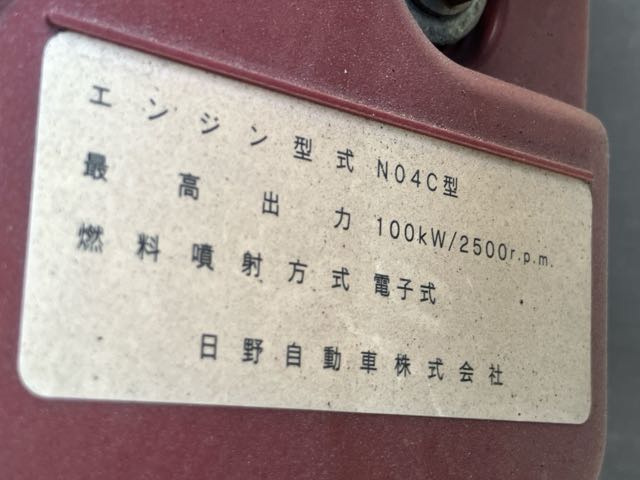 エンジン型式 N04C型
最高出力 100kW/2500r.p.m.
燃料噴射方式 電子式
日野自動車株式会社